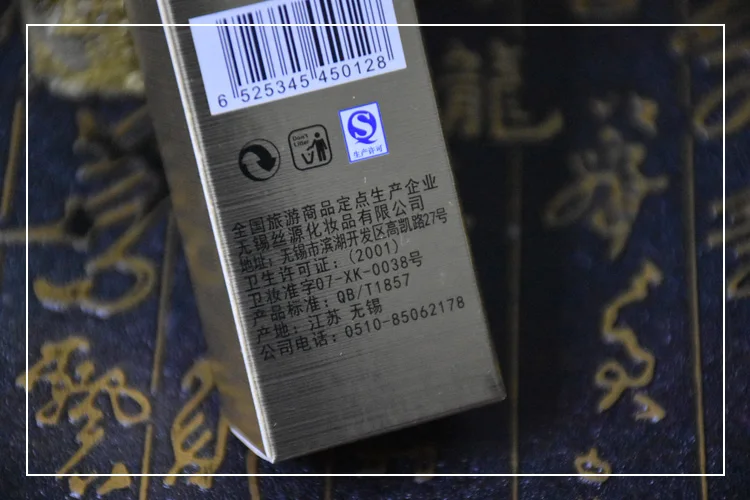 6 525345 450128
Don't Litter
生产许可
全国旅游商品定点生产企业
无锡丝源化妆品有限公司
地址：无锡市滨湖开发区高凯路27号
卫生许可证：(2001)
卫妆准字07-XK-0038号
产品标准：QB/T1857
产地：江苏 无锡
公司电话：0510-85062178
龍